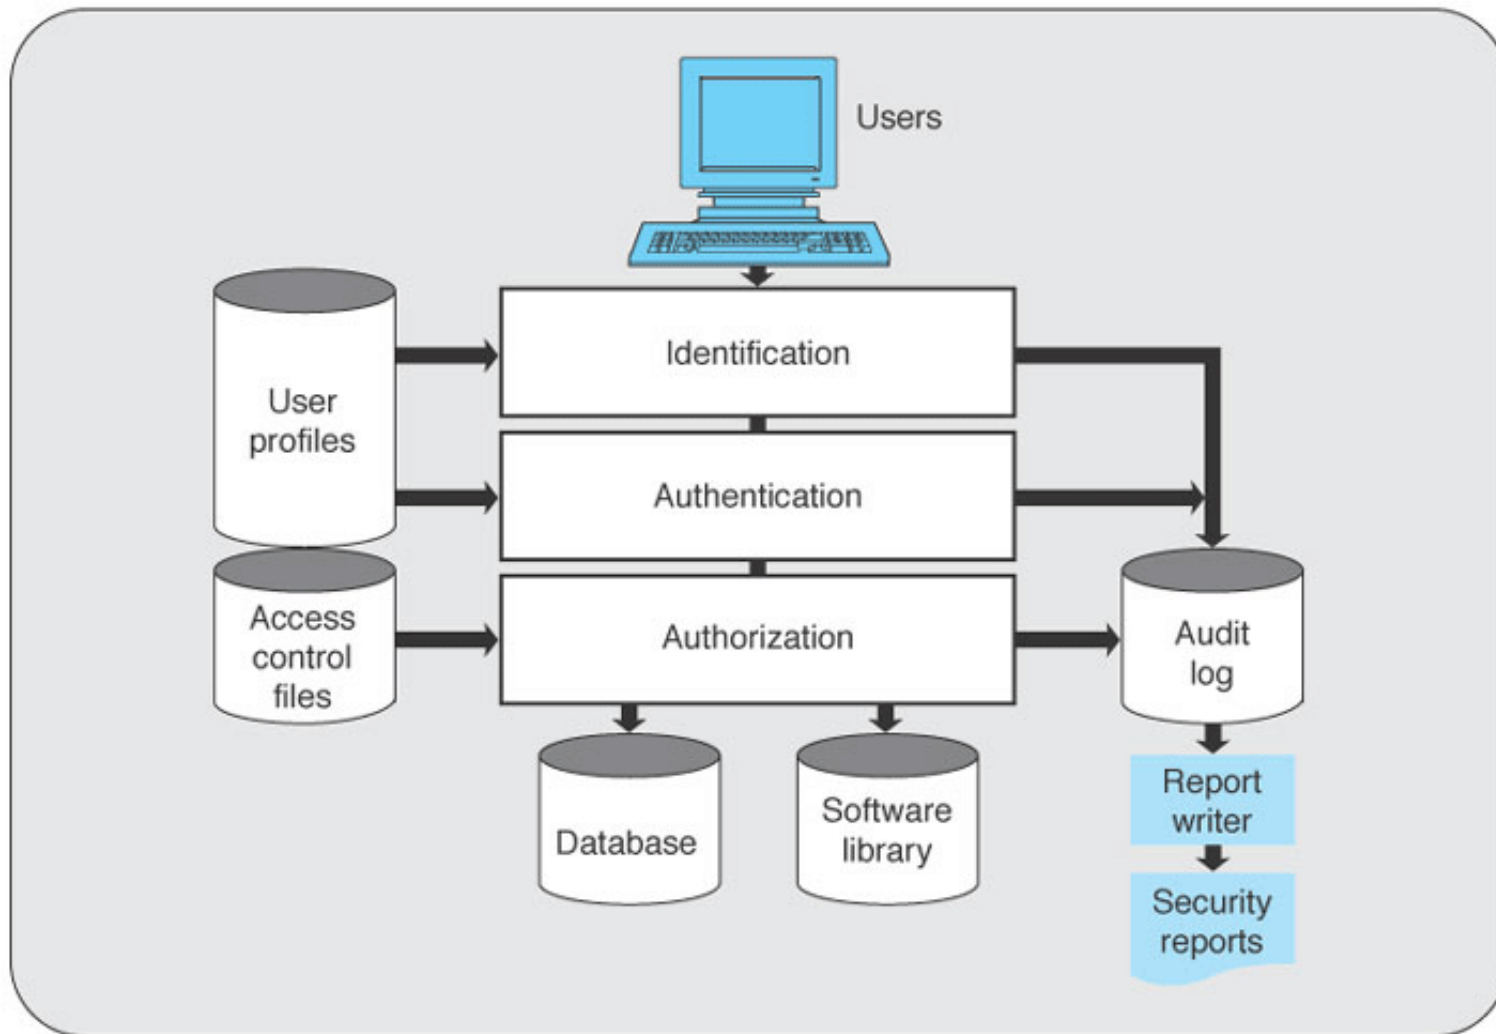 Users
Identification
User
profiles
Authentication
Access
control
files
Authorization
Audit
log
Database
Software
library
Report
writer
Security
reports